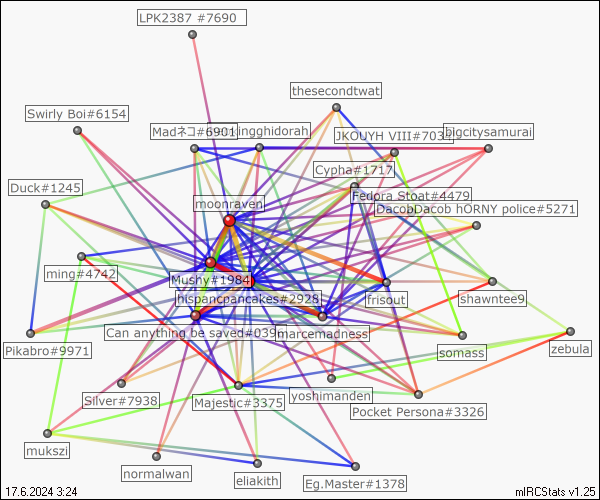 LPK2387 #7690
thesecondtwat
Swirly Boi#6154
Madネコ#6901
kingghidorah
JKOUYH VIII#7034
bigcitysamurai
Cypha#1717
Duck#1245
Fedora Stoat#4479
moonraven
DacobDacob hORNY police#5271
ming#4742
Mushy#1984
hispancpancakes#2928
frisout
shawntee9
Can anything be saved#039
marcemadness
Pikabro#9971
somass
zebula
Silver#7938
Majestic#3375
yoshimanden
Pocket Persona#3326
mukszi
normalwan
eliakith
Eg.Master#1378
17.6.2024 3:24
mIRCStats v1.25